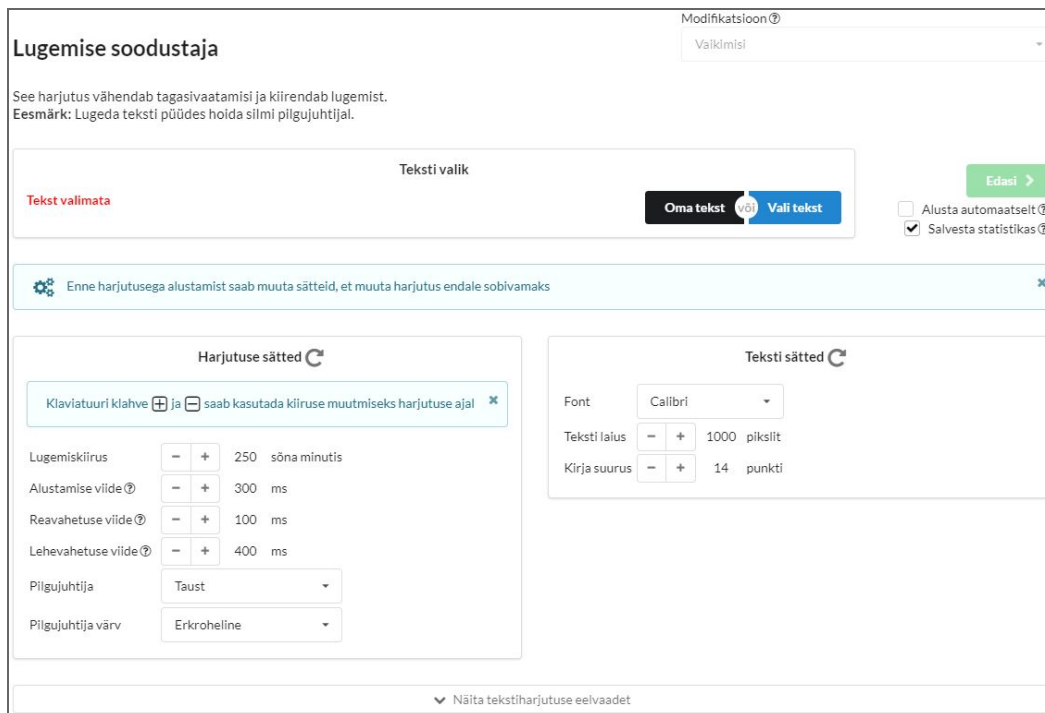 Modifikatsioon
Lugemise soodustaja
Vaikimisi
See harjutus vähendab tagasivaatamisi ja kiirendab lugemist.
Eesmärk: Lugeda teksti püüdes hoida silmi pilgujuhtijal.
Teksti valik
Tekst valimata
Oma tekst või Vali tekst
Edasi
Alusta automaatselt
Salvesta statistikas
Enne harjutusega alustamist saab muuta sätteid, et muuta harjutus endale sobivamaks
Harjutuse sätted
Klaviatuuri klahve + ja - saab kasutada kiiruse muutmiseks harjutuse ajal
Lugemiskiirus - + 250 sõna minutis
Alustamise viide - + 300 ms
Reavahetuse viide - + 100 ms
Lehevahetuse viide - + 400 ms
Pilgujuhtija Taust
Pilgujuhtija värv Erkroheline
Teksti sätted
Font Calibri
Teksti laius - + 1000 pikslit
Kirja suurus - + 14 punkti
Näita tekstiharjutuse eelvaadet